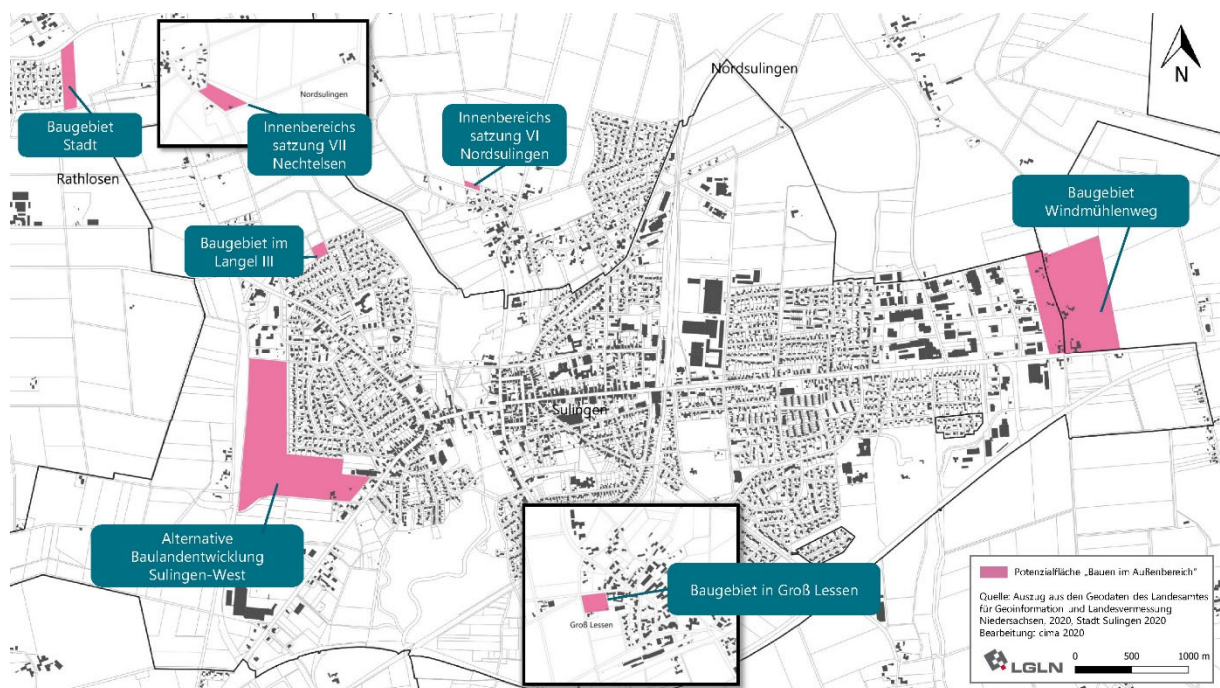 Nordsulingen
N
Baugebiet
Stadt
Nordsulingen
Innenbereichs
satzung VII
Nechtelsen
Innenbereichs
satzung VI
Nordsulingen
Rathlosen
Baugebiet
Windmühlenweg
Baugebiet im
Langel III
Sulingen
Alternative
Baulandentwicklung
Sulingen-West
Baugebiet in Groß Lessen
Groß Lessen
Potenzialfläche „Bauen im Außenbereich"
Quelle: Auszug aus den Geodaten des Landesamtes
für Geoinformation und Landesvermessung
Niedersachsen, 2020, Stadt Sulingen 2020
Bearbeitung: cima 2020
LGLN
0 500 1000 m